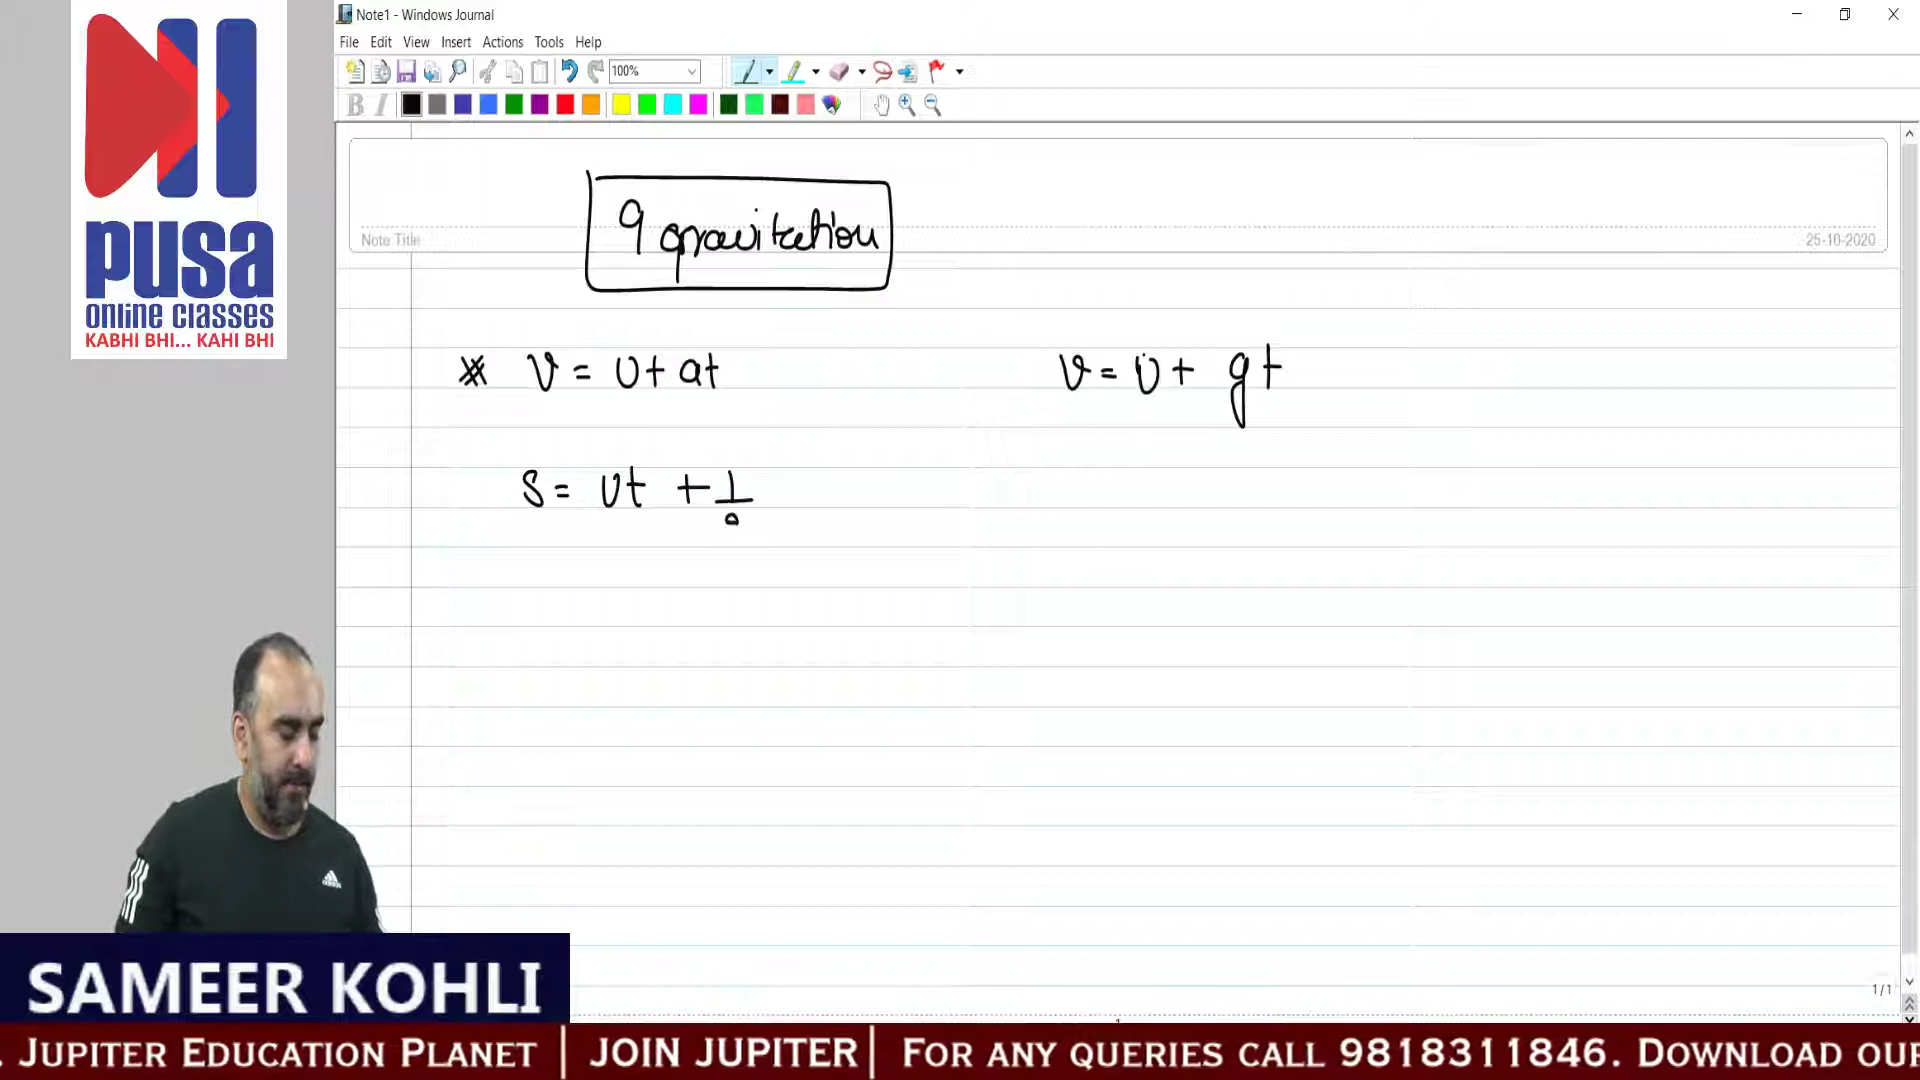 Note1 - Windows Journal
File Edit View Insert Actions Tools Help
100%
B I
PUSA
ONLINE CLASSES
KABHI BHI... KAHI BHI
9 gravitation
Note Title
25-10-2020
* v = u + at
v = u + gt
s = ut + 1/
adidas
1/1
SAMEER KOHLI
. JUPITER EDUCATION PLANET | JOIN JUPITER | FOR ANY QUERIES CALL 9818311846. DOWNLOAD OUR